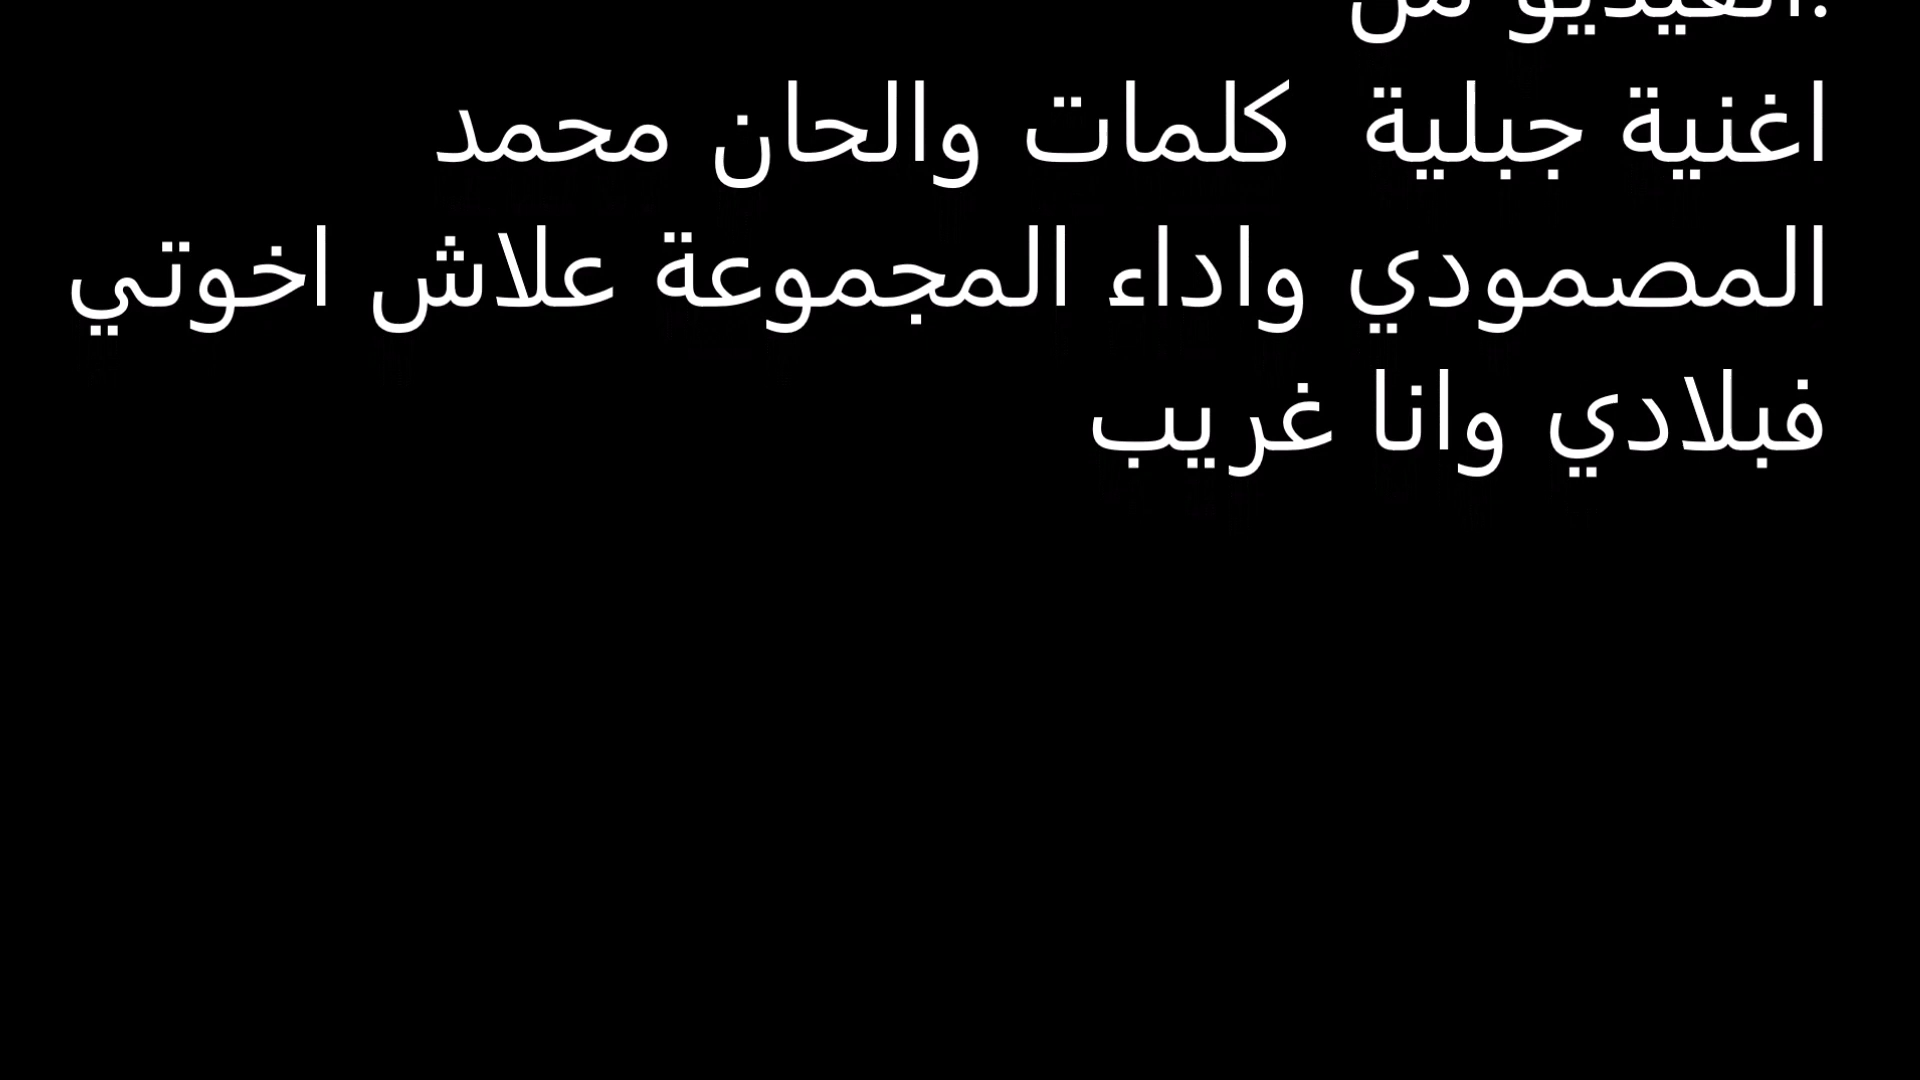 اغنية جبلية  كلمات والحان محمد
المصمودي واداء المجموعة علاش اخوتي
فبلادي وانا غريب